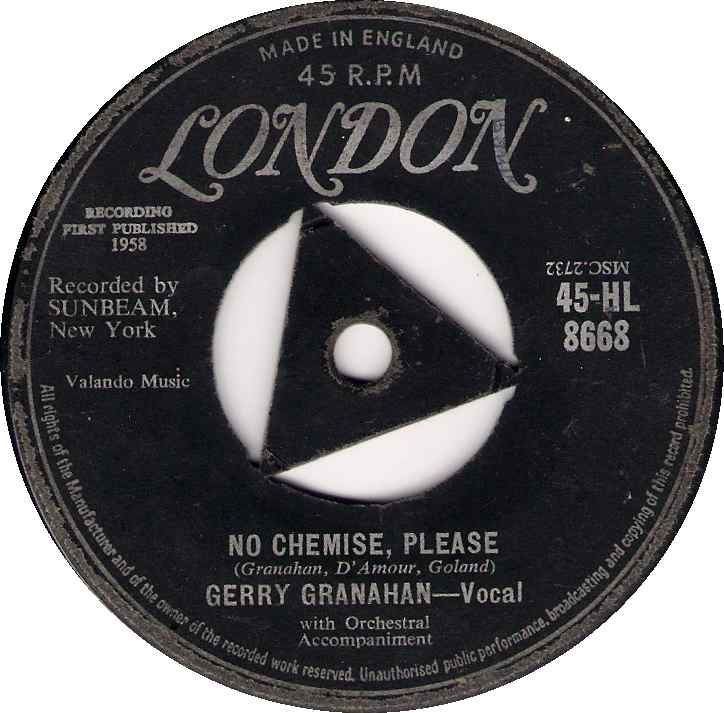 MADE IN ENGLAND
45 R.P.M
LONDON
RECORDING
FIRST PUBLISHED
1958
Recorded by
SUNBEAM,
New York
Valando Music
MSC.2732
45-HL
8668
NO CHEMISE, PLEASE
(Granahan, D'Amour, Goland)
GERRY GRANAHAN—Vocal
with Orchestral
Accompaniment
All rights of the Manufacturer and of the owner of the recorded work reserved. Unauthorised public performance, broadcasting and copying of this record prohibited.